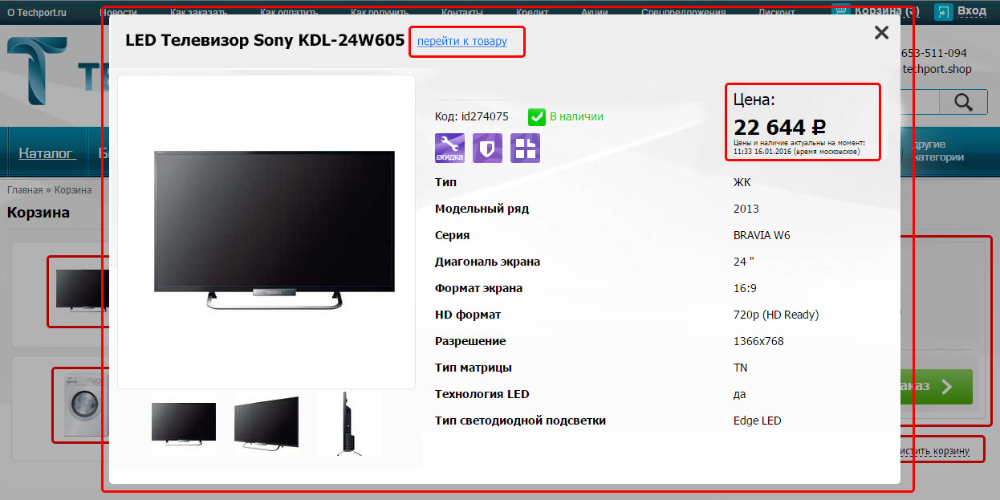 О Techport.ru Новости Как заказать Как оплатить Как получить Контакты Кредит Акции Спецпредложения Дисконт Корзина (3) Вход
LED Телевизор Sony KDL-24W605 перейти к товару
653-511-094
techport.shop
Цена:
22 644 ₽
Цены и наличие актуальны на момент:
11:33 16.01.2016 (время московское)
Код: id274075 В наличии
скидка
Каталог
другие
категории
Главная » Корзина
Корзина
Тип ЖК
Модельный ряд 2013
Серия BRAVIA W6
Диагональ экрана 24 "
Формат экрана 16:9
HD формат 720p (HD Ready)
Разрешение 1366x768
Тип матрицы TN
Технология LED да
Тип светодиодной подсветки Edge LED
SONY
аказ
истить корзину